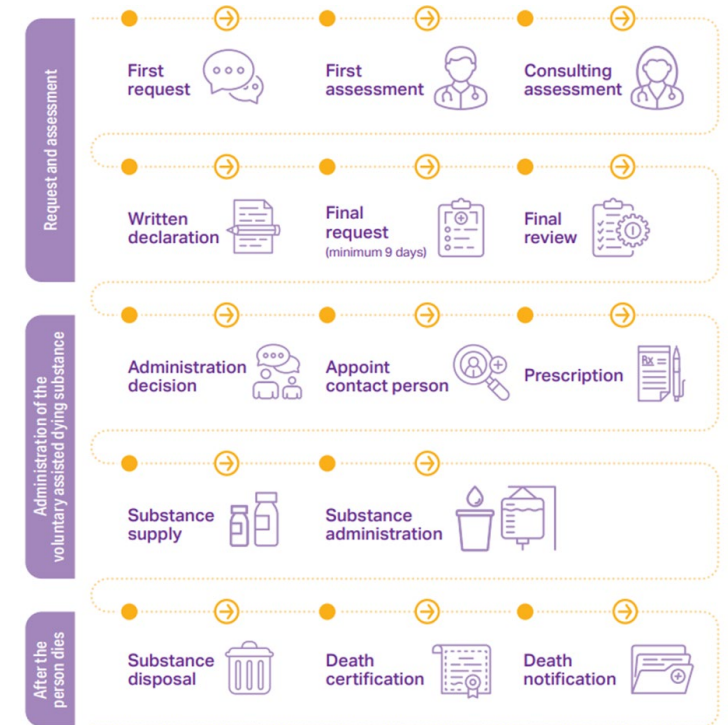 Request and assessment
First
request
First
assessment
Consulting
assessment
Written
declaration
Final
request
(minimum 9 days)
Final
review
Administration of the
voluntary assisted dying substance
Administration
decision
Appoint
contact person
Prescription
Rx
Substance
supply
Substance
administration
After the
person dies
Substance
disposal
Death
certification
Death
notification